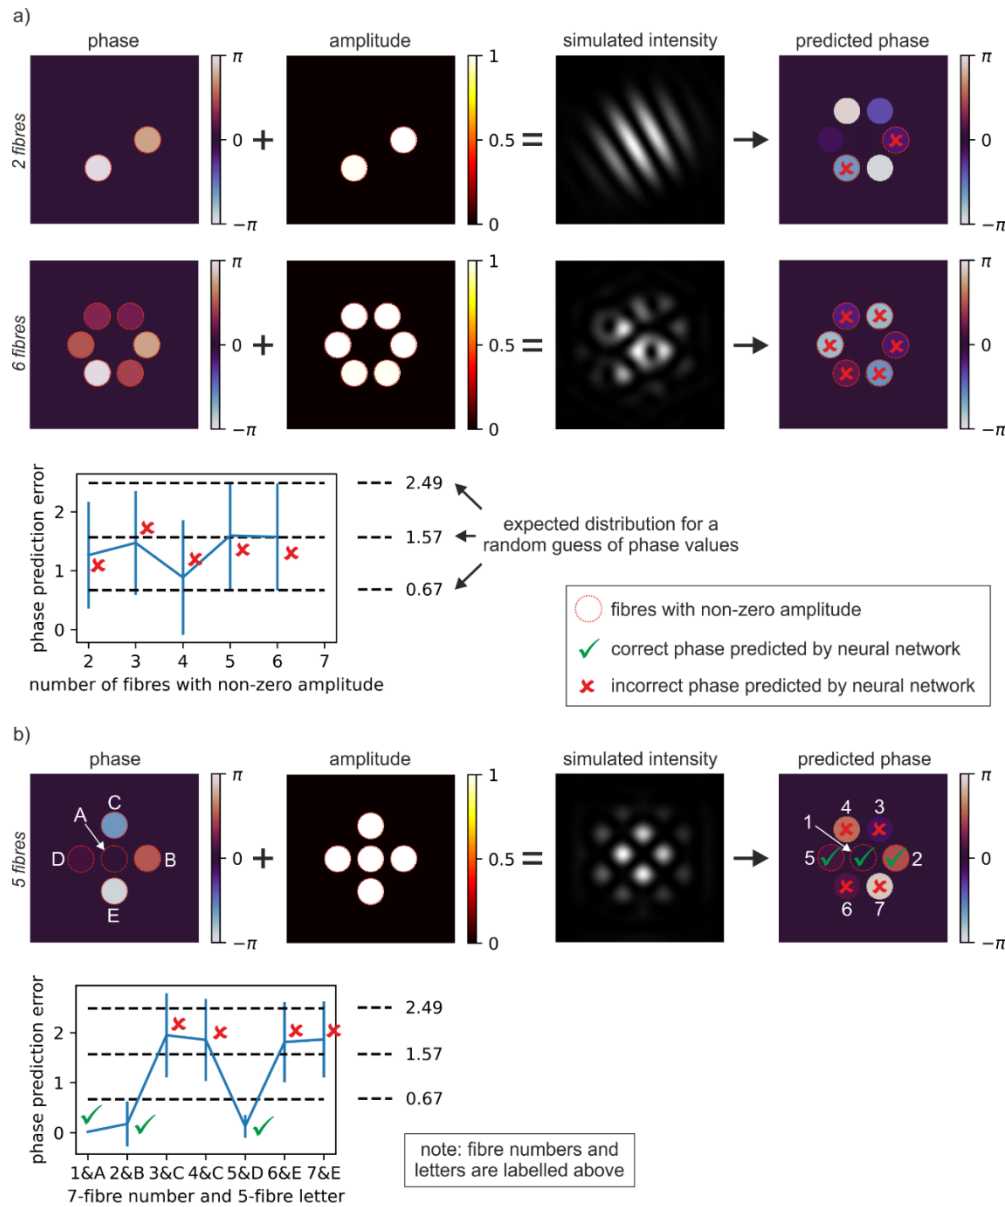 a)
phase
amplitude
simulated intensity
predicted phase
2 fibres
π
0
−π
+
1
0.5
0
=
π
0
−π
6 fibres
π
0
−π
+
1
0.5
0
=
π
0
−π
phase prediction error
2
1
0
2 3 4 5 6 7
number of fibres with non-zero amplitude
2.49
1.57
0.67
expected distribution for a
random guess of phase values
fibres with non-zero amplitude
correct phase predicted by neural network
incorrect phase predicted by neural network
b)
phase
amplitude
simulated intensity
predicted phase
5 fibres
A
C
D
B
E
π
0
−π
+
1
0.5
0
=
4 3
1
5 2
6 7
π
0
−π
phase prediction error
2
1
0
1&A 2&B 3&C 4&C 5&D 6&E 7&E
7-fibre number and 5-fibre letter
2.49
1.57
0.67
note: fibre numbers and
letters are labelled above